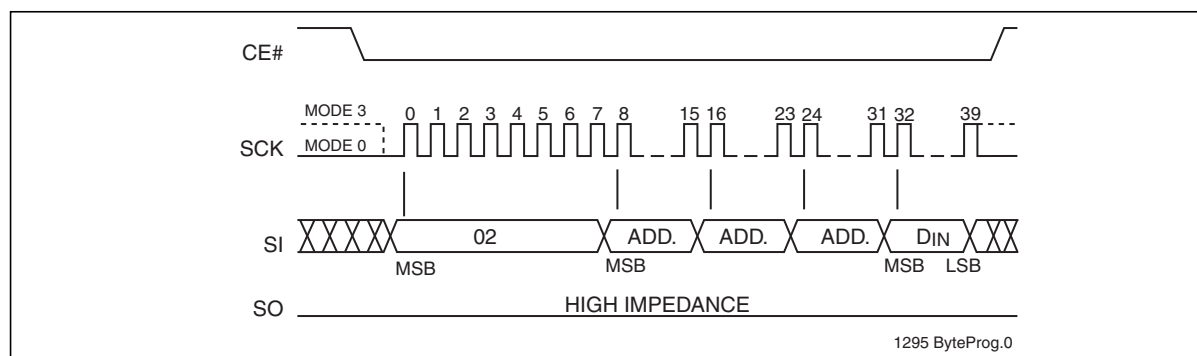 CE#
MODE 3
0 1 2 3 4 5 6 7 8 15 16 23 24 31 32 39
SCK
MODE 0
SI
02 ADD. ADD. ADD. DIN
MSB MSB MSB LSB
SO
HIGH IMPEDANCE
1295 ByteProg.0